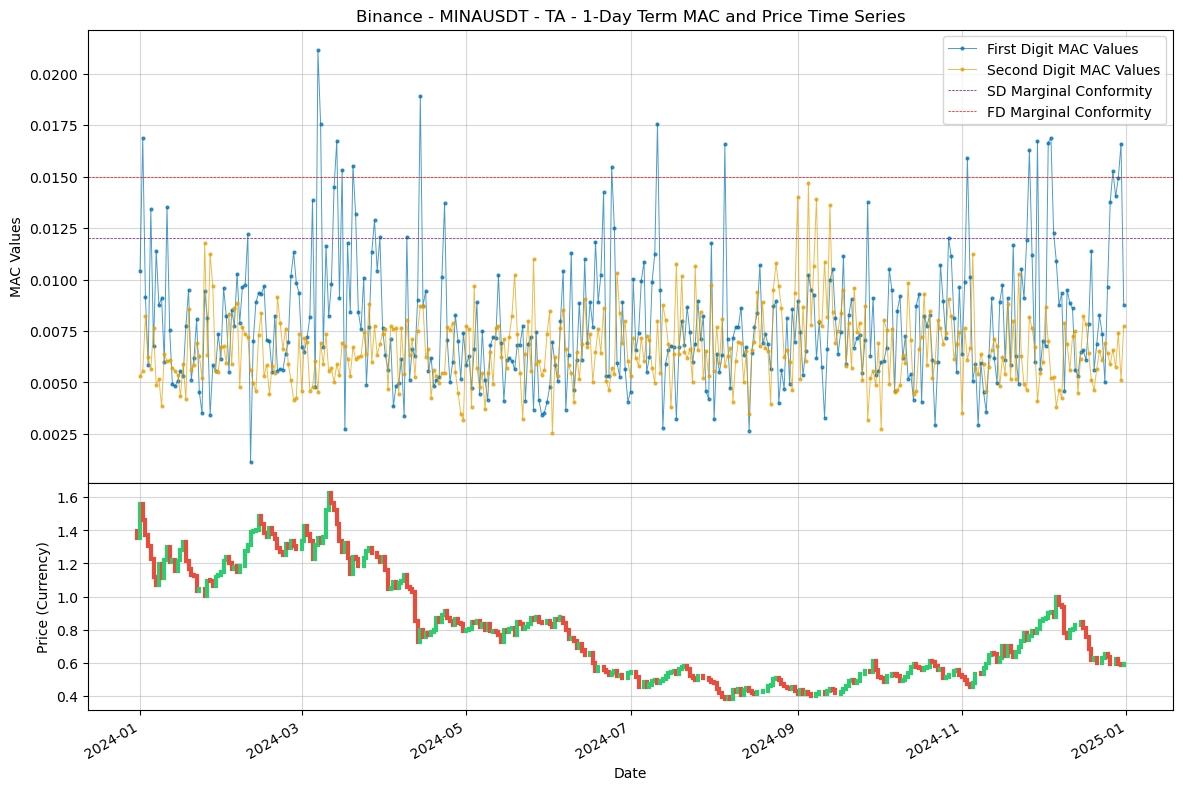 Binance - MINAUSDT - TA - 1-Day Term MAC and Price Time Series
First Digit MAC Values
Second Digit MAC Values
SD Marginal Conformity
FD Marginal Conformity
MAC Values
0.0200
0.0175
0.0150
0.0125
0.0100
0.0075
0.0050
0.0025
Price (Currency)
1.6
1.4
1.2
1.0
0.8
0.6
0.4
2024-01
2024-03
2024-05
2024-07
2024-09
2024-11
2025-01
Date